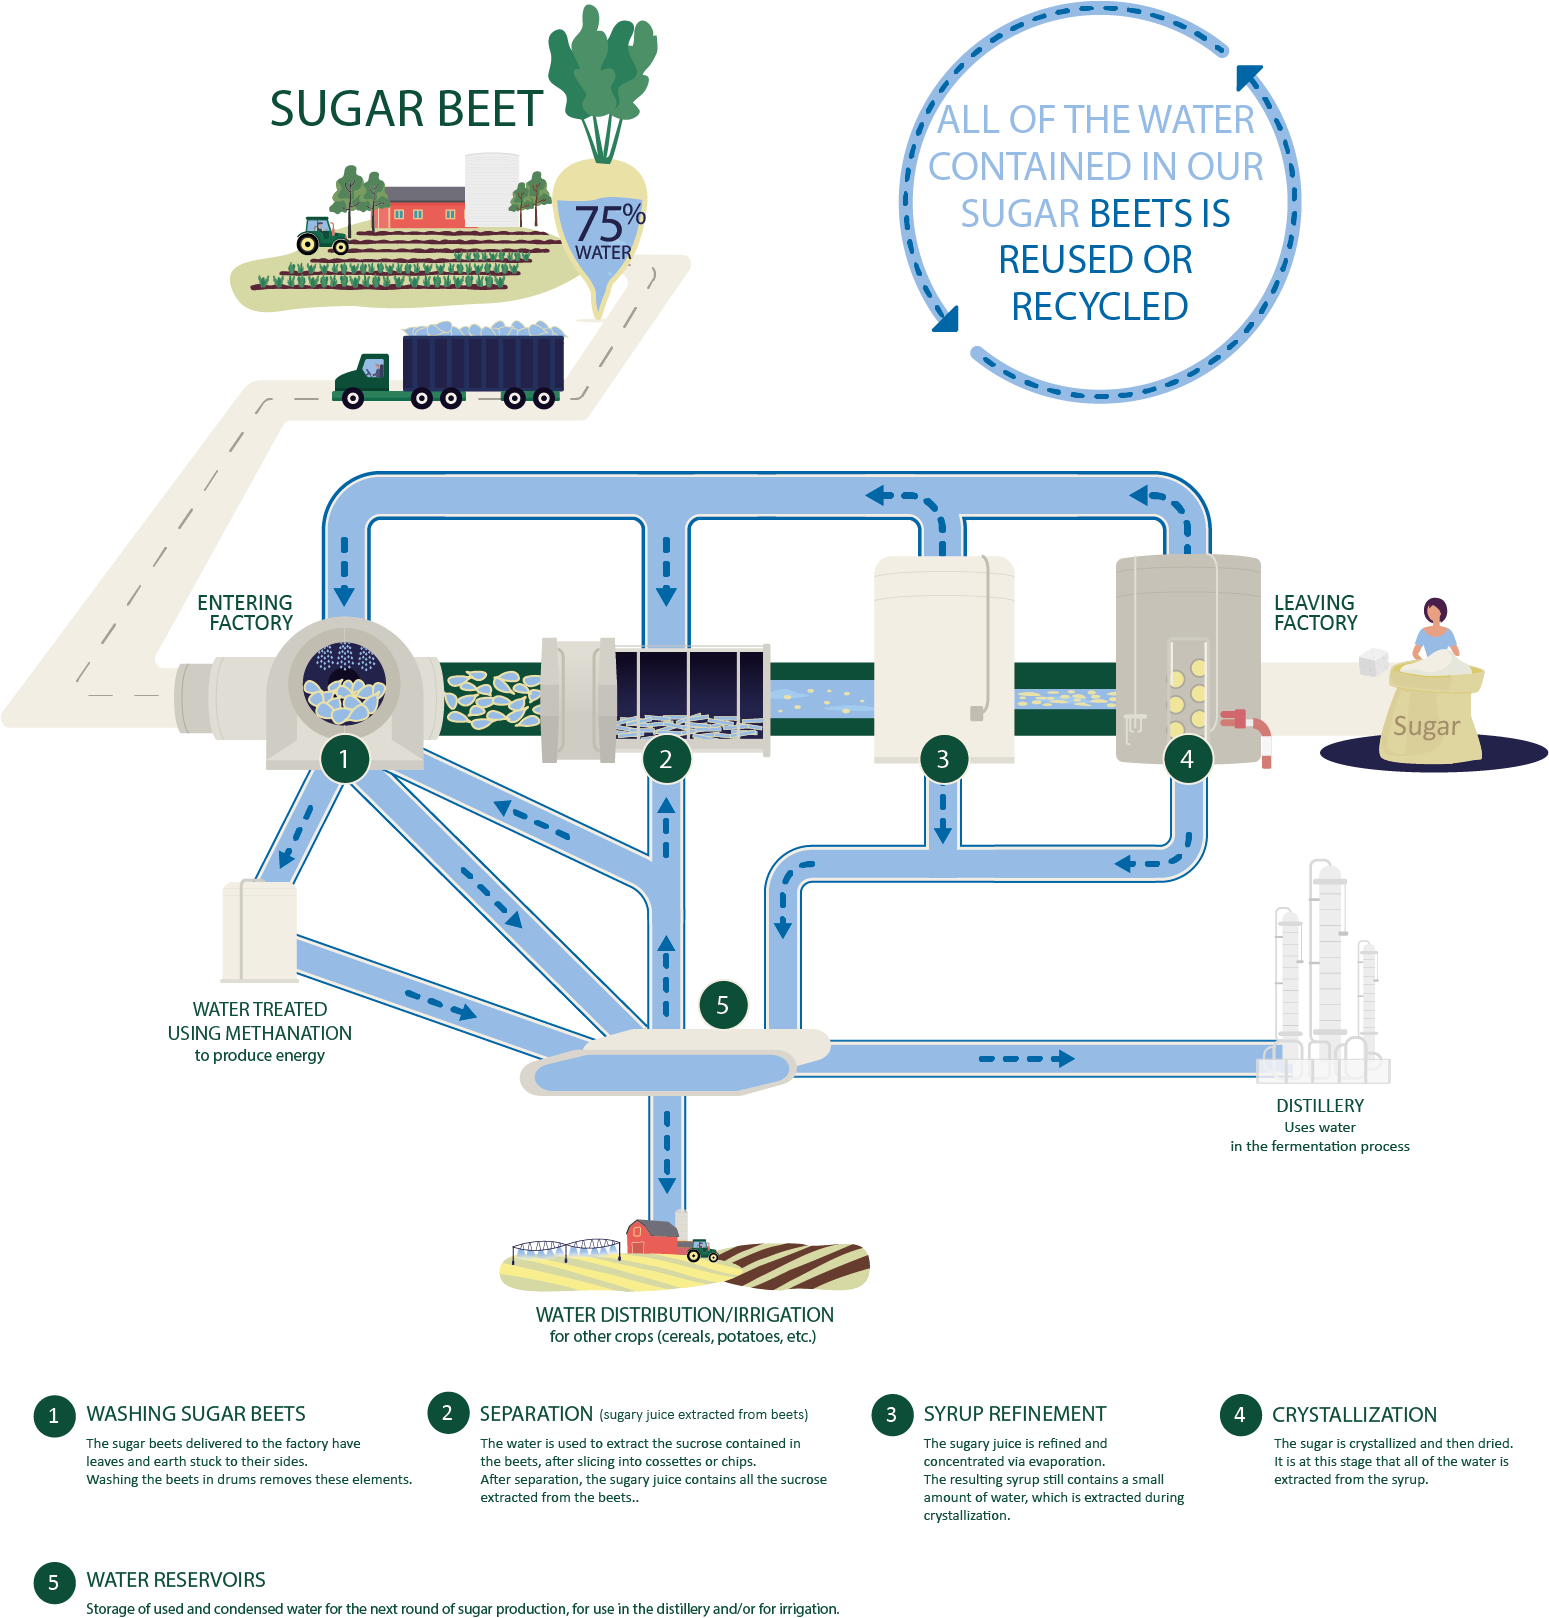 SUGAR BEET
75%
WATER
ALL OF THE WATER
CONTAINED IN OUR
SUGAR BEETS IS
REUSED OR
RECYCLED
ENTERING
FACTORY
LEAVING
FACTORY
Sugar
1
2
3
4
5
WATER TREATED
USING METHANATION
to produce energy
DISTILLERY
Uses water
in the fermentation process
WATER DISTRIBUTION/IRRIGATION
for other crops (cereals, potatoes, etc.)
1 WASHING SUGAR BEETS
The sugar beets delivered to the factory have
leaves and earth stuck to their sides.
Washing the beets in drums removes these elements.
2 SEPARATION (sugary juice extracted from beets)
The water is used to extract the sucrose contained in
the beets, after slicing into cossettes or chips.
After separation, the sugary juice contains all the sucrose
extracted from the beets..
3 SYRUP REFINEMENT
The sugary juice is refined and
concentrated via evaporation.
The resulting syrup still contains a small
amount of water, which is extracted during
crystallization.
4 CRYSTALLIZATION
The sugar is crystallized and then dried.
It is at this stage that all of the water is
extracted from the syrup.
5 WATER RESERVOIRS
Storage of used and condensed water for the next round of sugar production, for use in the distillery and/or for irrigation.